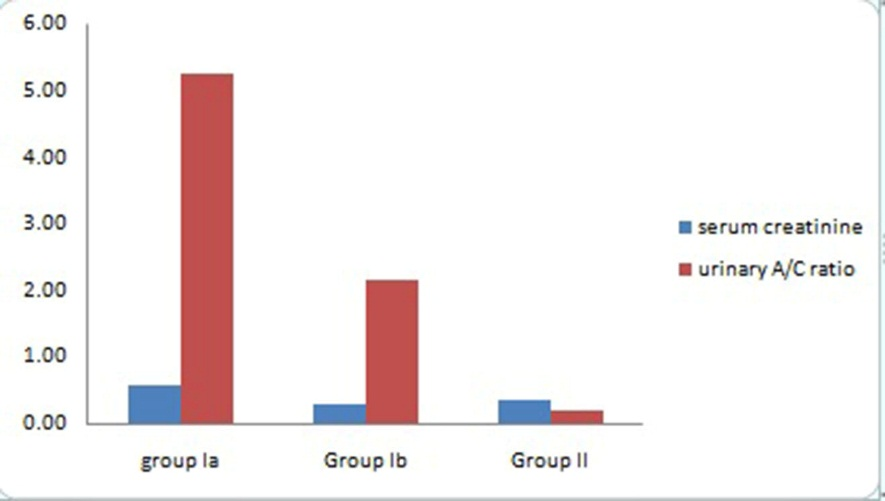 6.00
5.00
4.00
3.00
2.00
1.00
0.00
group Ia
Group Ib
Group II
serum creatinine
urinary A/C ratio